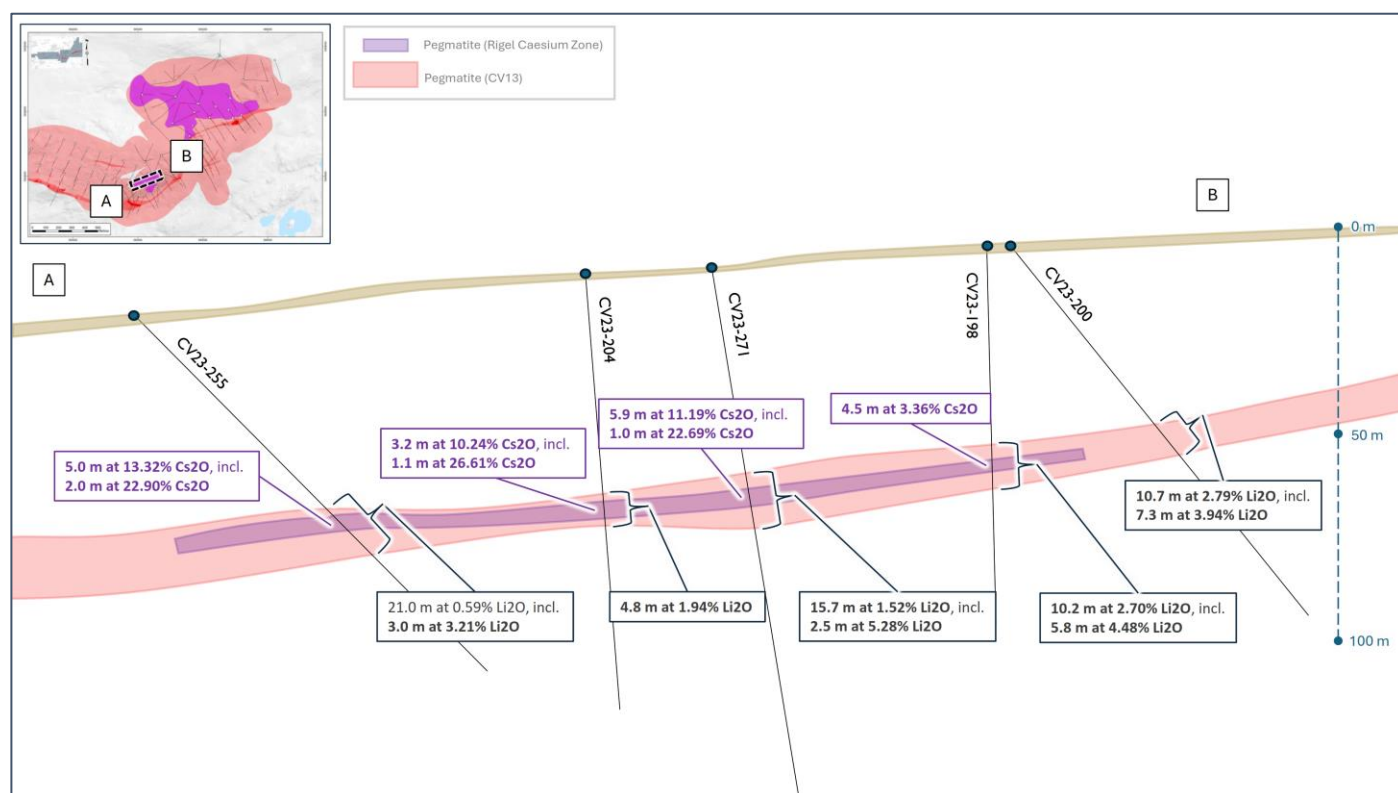 Pegmatite (Rigel Caesium Zone)
Pegmatite (CV13)
B
A
B
0 m
A
CV23-255
CV23-204
CV23-271
CV23-198
CV23-200
50 m
5.9 m at 11.19% Cs2O, incl.
1.0 m at 22.69% Cs2O
4.5 m at 3.36% Cs2O
3.2 m at 10.24% Cs2O, incl.
1.1 m at 26.61% Cs2O
5.0 m at 13.32% Cs2O, incl.
2.0 m at 22.90% Cs2O
10.7 m at 2.79% Li2O, incl.
7.3 m at 3.94% Li2O
21.0 m at 0.59% Li2O, incl.
3.0 m at 3.21% Li2O
4.8 m at 1.94% Li2O
15.7 m at 1.52% Li2O, incl.
2.5 m at 5.28% Li2O
10.2 m at 2.70% Li2O, incl.
5.8 m at 4.48% Li2O
100 m